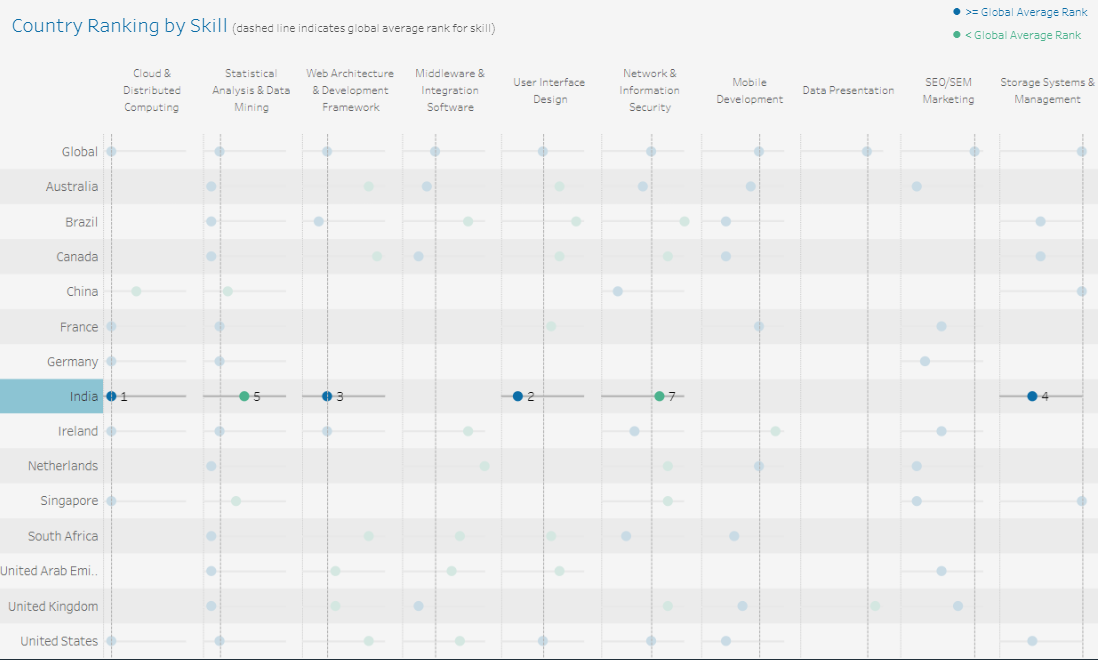 Country Ranking by Skill (dashed line indicates global average rank for skill)
>= Global Average Rank
< Global Average Rank
Cloud &
Distributed
Computing
Statistical
Analysis & Data
Mining
Web Architecture
& Development
Framework
Middleware &
Integration
Software
User Interface
Design
Network &
Information
Security
Mobile
Development
Data Presentation
SEO/SEM
Marketing
Storage Systems &
Management
Global
Australia
Brazil
Canada
China
France
Germany
India 1 5 3 2 7 4
Ireland
Netherlands
Singapore
South Africa
United Arab Emi..
United Kingdom
United States